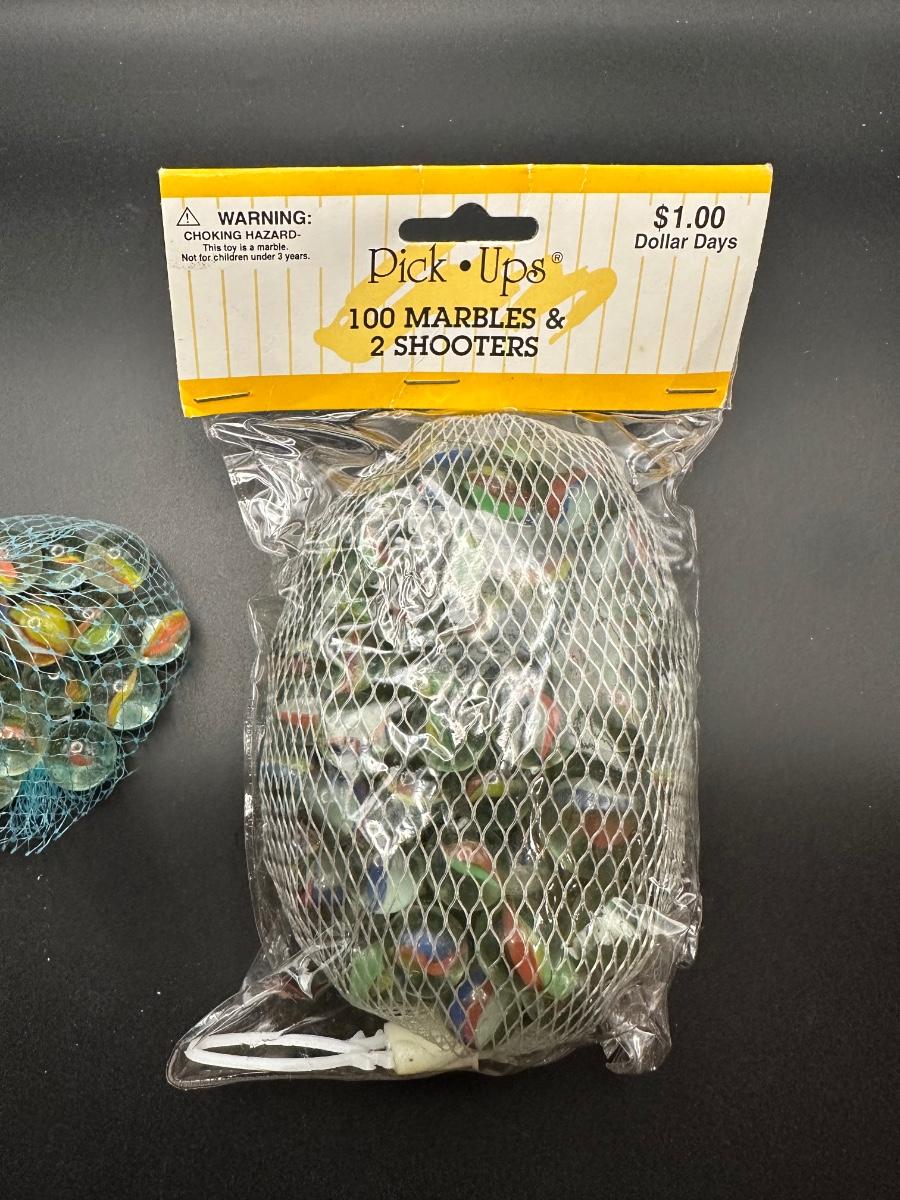 WARNING:
CHOKING HAZARD-
This toy is a marble.
Not for children under 3 years.
$1.00
Dollar Days
Pick•Ups®
100 MARBLES &
2 SHOOTERS